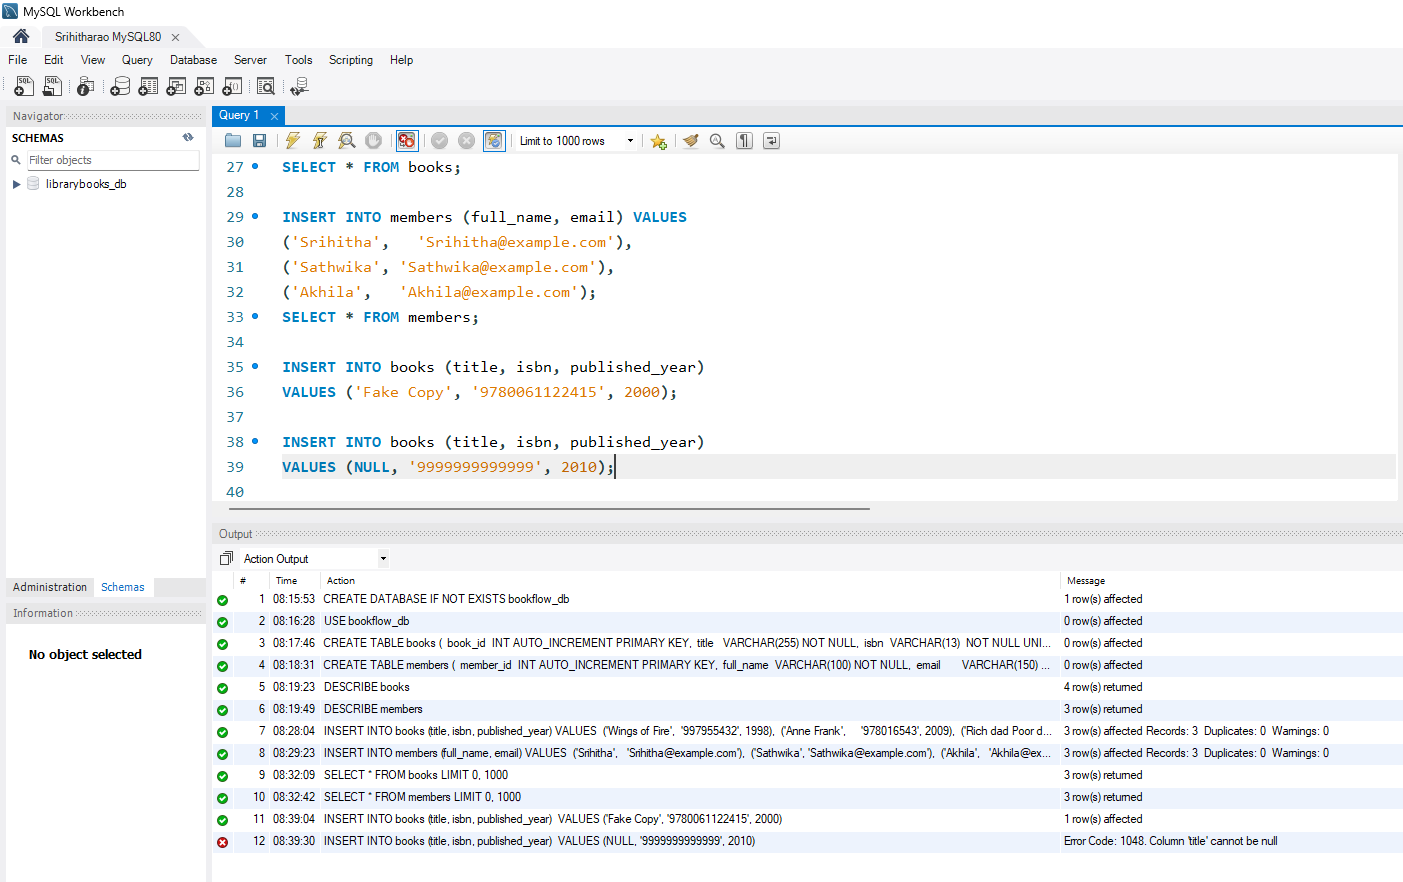 MySQL Workbench
Srihitharao MySQL80
File Edit View Query Database Server Tools Scripting Help
Navigator
SCHEMAS
Filter objects
librarybooks_db
Administration Schemas
Information
No object selected
Query 1
Limit to 1000 rows
27 SELECT * FROM books;
28
29 INSERT INTO members (full_name, email) VALUES
30 ('Srihitha',   'Srihitha@example.com'),
31 ('Sathwika', 'Sathwika@example.com'),
32 ('Akhila',   'Akhila@example.com');
33 SELECT * FROM members;
34
35 INSERT INTO books (title, isbn, published_year)
36 VALUES ('Fake Copy', '9780061122415', 2000);
37
38 INSERT INTO books (title, isbn, published_year)
39 VALUES (NULL, '9999999999999', 2010);
40
Output
Action Output
# Time Action Message
1 08:15:53 CREATE DATABASE IF NOT EXISTS bookflow_db 1 row(s) affected
2 08:16:28 USE bookflow_db 0 row(s) affected
3 08:17:46 CREATE TABLE books ( book_id INT AUTO_INCREMENT PRIMARY KEY, title VARCHAR(255) NOT NULL, isbn VARCHAR(13) NOT NULL UNI... 0 row(s) affected
4 08:18:31 CREATE TABLE members ( member_id INT AUTO_INCREMENT PRIMARY KEY, full_name VARCHAR(100) NOT NULL, email VARCHAR(150) ... 0 row(s) affected
5 08:19:23 DESCRIBE books 4 row(s) returned
6 08:19:49 DESCRIBE members 3 row(s) returned
7 08:28:04 INSERT INTO books (title, isbn, published_year) VALUES ('Wings of Fire', '997955432', 1998), ('Anne Frank', '978016543', 2009), ('Rich dad Poor d... 3 row(s) affected Records: 3 Duplicates: 0 Warnings: 0
8 08:29:23 INSERT INTO members (full_name, email) VALUES ('Srihitha', 'Srihitha@example.com'), ('Sathwika', 'Sathwika@example.com'), ('Akhila', 'Akhila@ex... 3 row(s) affected Records: 3 Duplicates: 0 Warnings: 0
9 08:32:09 SELECT * FROM books LIMIT 0, 1000 3 row(s) returned
10 08:32:42 SELECT * FROM members LIMIT 0, 1000 3 row(s) returned
11 08:39:04 INSERT INTO books (title, isbn, published_year) VALUES ('Fake Copy', '9780061122415', 2000) 1 row(s) affected
12 08:39:30 INSERT INTO books (title, isbn, published_year) VALUES (NULL, '9999999999999', 2010) Error Code: 1048. Column 'title' cannot be null